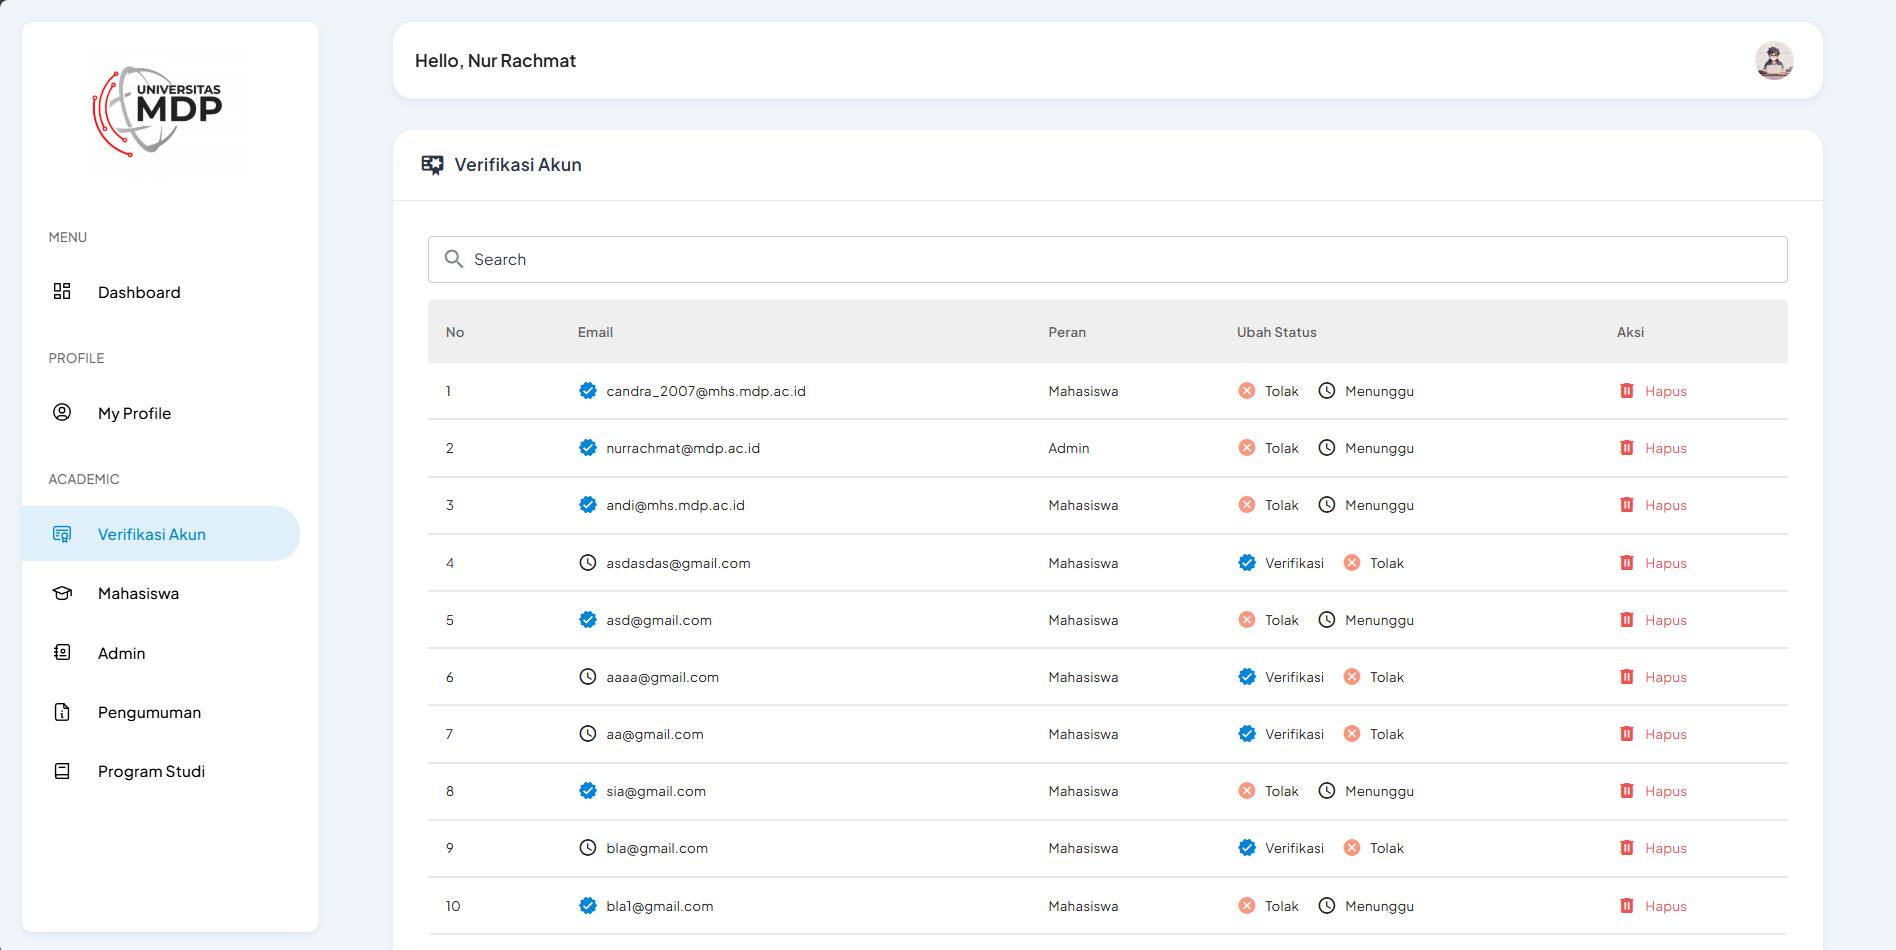 UNIVERSITAS
MDP
MENU
Dashboard
PROFILE
My Profile
ACADEMIC
Verifikasi Akun
Mahasiswa
Admin
Pengumuman
Program Studi
Hello, Nur Rachmat
Verifikasi Akun
Search
No Email Peran Ubah Status Aksi
1 candra_2007@mhs.mdp.ac.id Mahasiswa Tolak Menunggu Hapus
2 nurrachmat@mdp.ac.id Admin Tolak Menunggu Hapus
3 andi@mhs.mdp.ac.id Mahasiswa Tolak Menunggu Hapus
4 asdasdas@gmail.com Mahasiswa Verifikasi Tolak Hapus
5 asd@gmail.com Mahasiswa Tolak Menunggu Hapus
6 aaaa@gmail.com Mahasiswa Verifikasi Tolak Hapus
7 aa@gmail.com Mahasiswa Verifikasi Tolak Hapus
8 sia@gmail.com Mahasiswa Tolak Menunggu Hapus
9 bla@gmail.com Mahasiswa Verifikasi Tolak Hapus
10 bla1@gmail.com Mahasiswa Tolak Menunggu Hapus